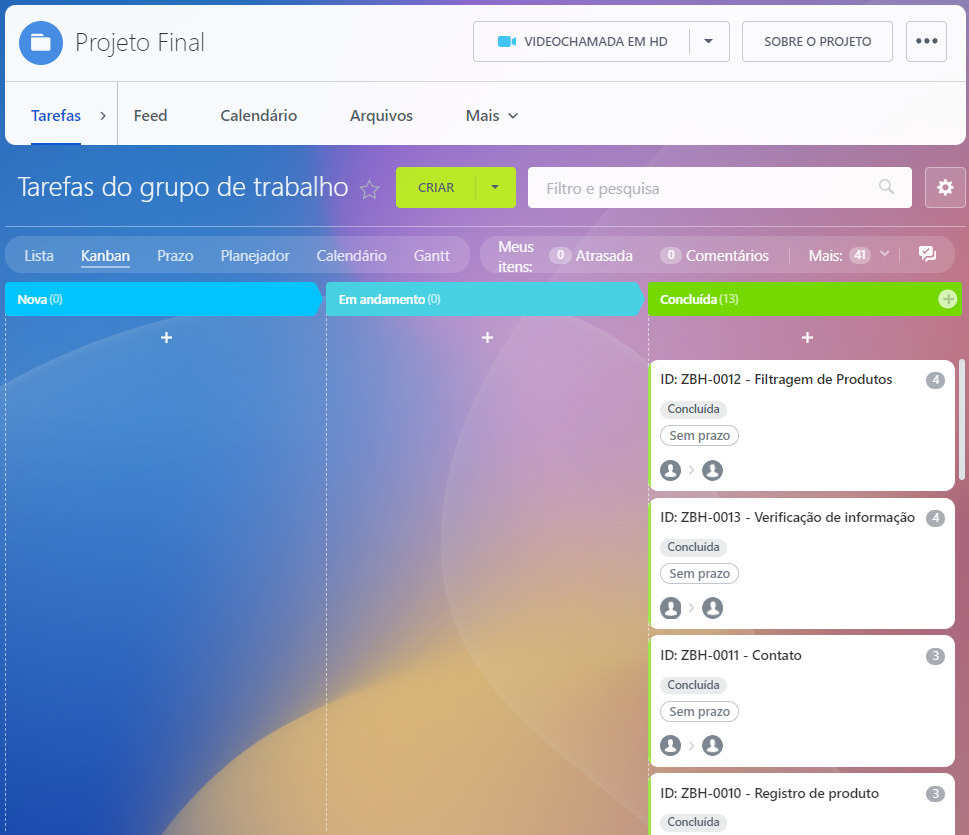 Projeto Final
VIDEOCHAMADA EM HD
SOBRE O PROJETO
Tarefas
Feed
Calendário
Arquivos
Mais
Tarefas do grupo de trabalho
CRIAR
Filtro e pesquisa
Lista
Kanban
Prazo
Planejador
Calendário
Gantt
Meus
itens:
0 Atrasada
0 Comentários
Mais: 41
Nova (0)
Em andamento (0)
Concluída (13)
ID: ZBH-0012 - Filtragem de Produtos
4
Concluída
Sem prazo
ID: ZBH-0013 - Verificação de informação
4
Concluída
Sem prazo
ID: ZBH-0011 - Contato
3
Concluída
Sem prazo
ID: ZBH-0010 - Registro de produto
3
Concluída